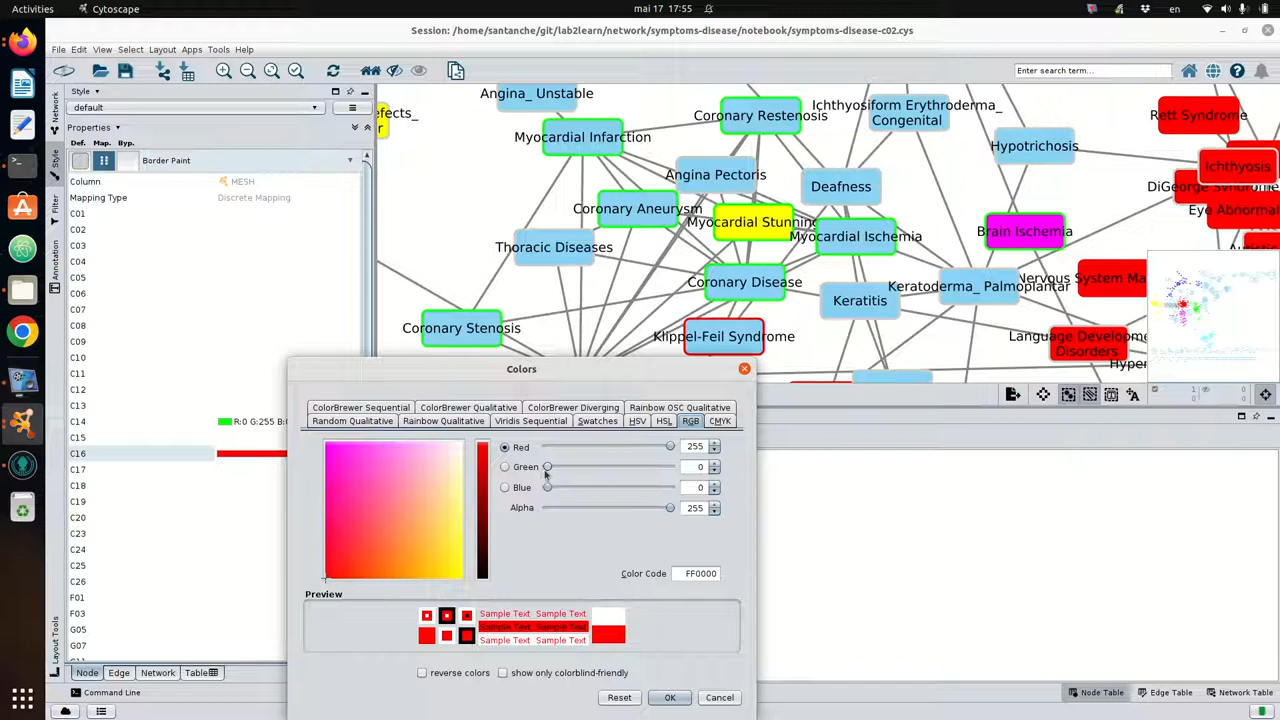 Activities
Cytoscape
mai 17 17:55
en
Session: /home/santanche/git/lab2learn/network/symptoms-disease/notebook/symptoms-disease-c02.cys
File Edit View Select Layout Apps Tools Help
Enter search term...
Style
default
Properties
Def. Map. Byp.
Border Paint
Column MESH
Mapping Type Discrete Mapping
C01
C02
C03
C04
C05
C06
C07
C08
C09
C10
C11
C12
C13
C14 R:0 G:255 B:0
C15
C16
C17
C18
C19
C20
C23
C24
C25
C26
F01
F03
G05
G07
Network
Style
Filter
Annotation
Layout Tools
Node Edge Network Table
Command Line
Angina_ Unstable
Myocardial Infarction
Coronary Restenosis
Ichthyosiform Erythroderma_
Congenital
Rett Syndrome
Hypotrichosis
Ichthyosis
Angina Pectoris
Deafness
DiGeorge Syndrome
Coronary Aneurysm
Eye Abnormal
Myocardial Stunning
Myocardial Ischemia
Brain Ischemia
Thoracic Diseases
Coronary Disease
Nervous System Ma
Keratoderma_ Palmoplantar
Keratitis
Coronary Stenosis
Klippel-Feil Syndrome
Language Developme
Disorders
Hyper
Colors
ColorBrewer Sequential ColorBrewer Qualitative ColorBrewer Diverging Rainbow OSC Qualitative
Random Qualitative Rainbow Qualitative Viridis Sequential Swatches HSV HSL RGB CMYK
Red 255
Green 0
Blue 0
Alpha 255
Color Code FF0000
Preview
Sample Text Sample Text
Sample Text Sample Text
Sample Text Sample Text
reverse colors show only colorblind-friendly
Reset OK Cancel
Node Table Edge Table Network Table